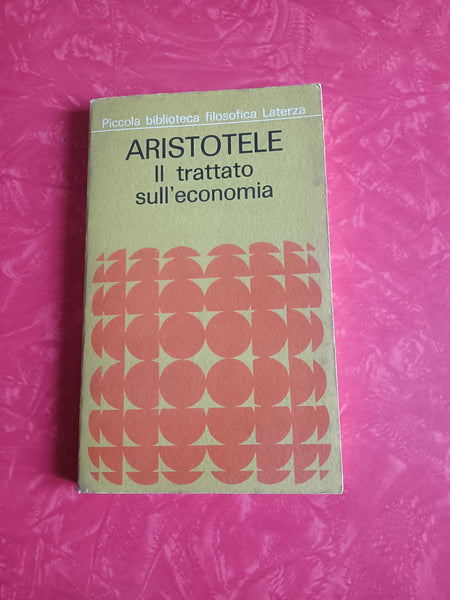 Piccola biblioteca filosofica Laterza
ARISTOTELE
Il trattato
sull'economia